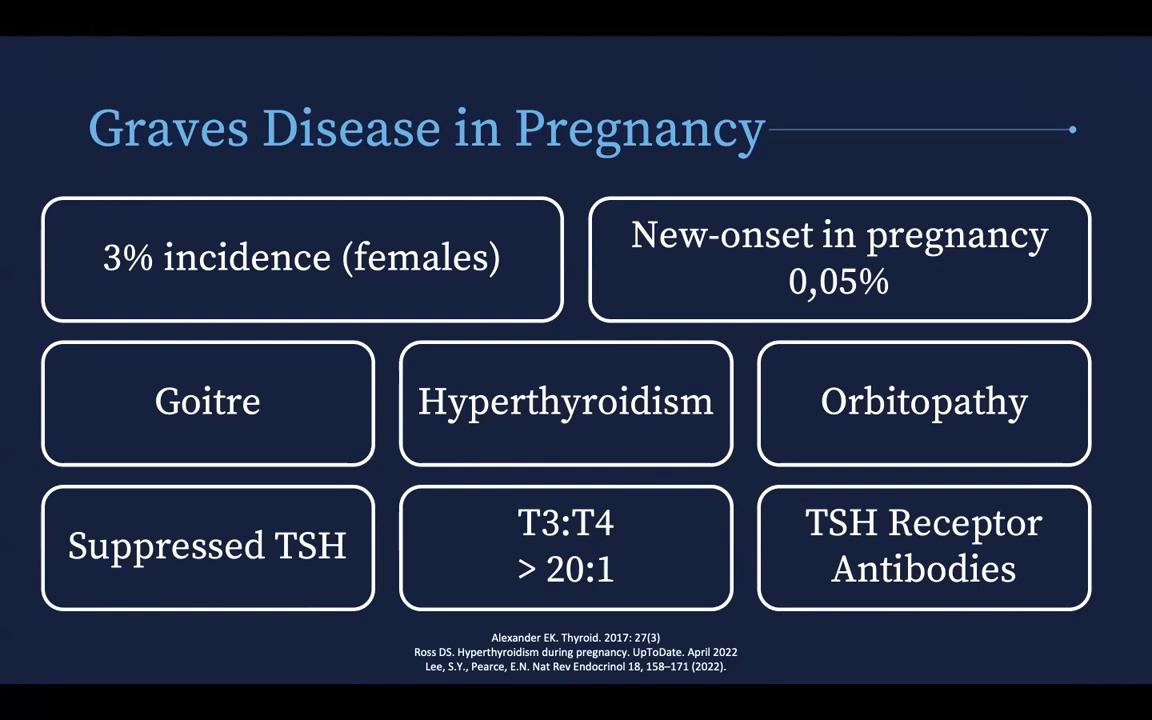 Graves Disease in Pregnancy
3% incidence (females)
New-onset in pregnancy
0,05%
Goitre
Hyperthyroidism
Orbitopathy
Suppressed TSH
T3:T4
> 20:1
TSH Receptor
Antibodies
Alexander EK. Thyroid. 2017: 27(3)
Ross DS. Hyperthyroidism during pregnancy. UpToDate. April 2022
Lee, S.Y., Pearce, E.N. Nat Rev Endocrinol 18, 158–171 (2022).